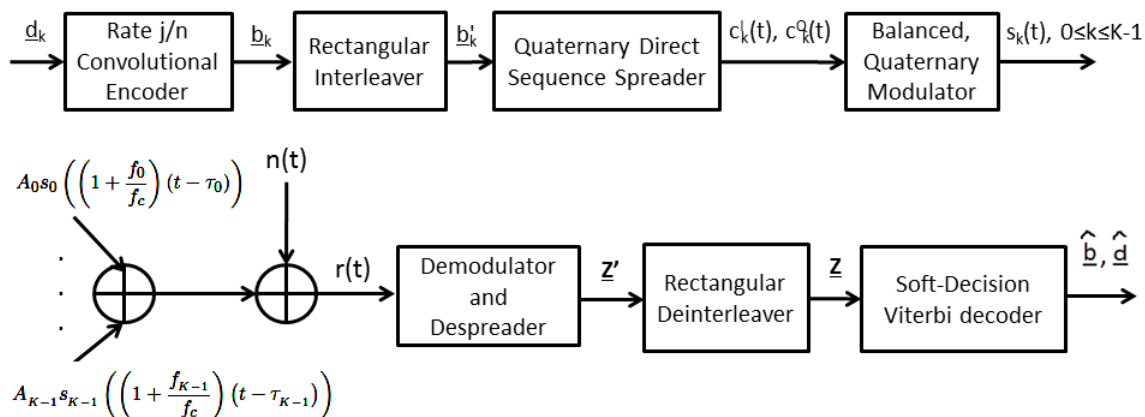 d_k
Rate j/n
Convolutional
Encoder
b_k
Rectangular
Interleaver
b'_k
Quaternary Direct
Sequence Spreader
c^I_k(t), c^Q_k(t)
Balanced,
Quaternary
Modulator
s_k(t), 0≤k≤K-1
A_0 s_0((1 + f_0/f_c)(t − τ_0))
n(t)
r(t)
Demodulator
and
Despreader
Z'
Rectangular
Deinterleaver
Z
Soft-Decision
Viterbi decoder
b̂, d̂
A_{K−1} s_{K−1}((1 + f_{K−1}/f_c)(t − τ_{K−1}))